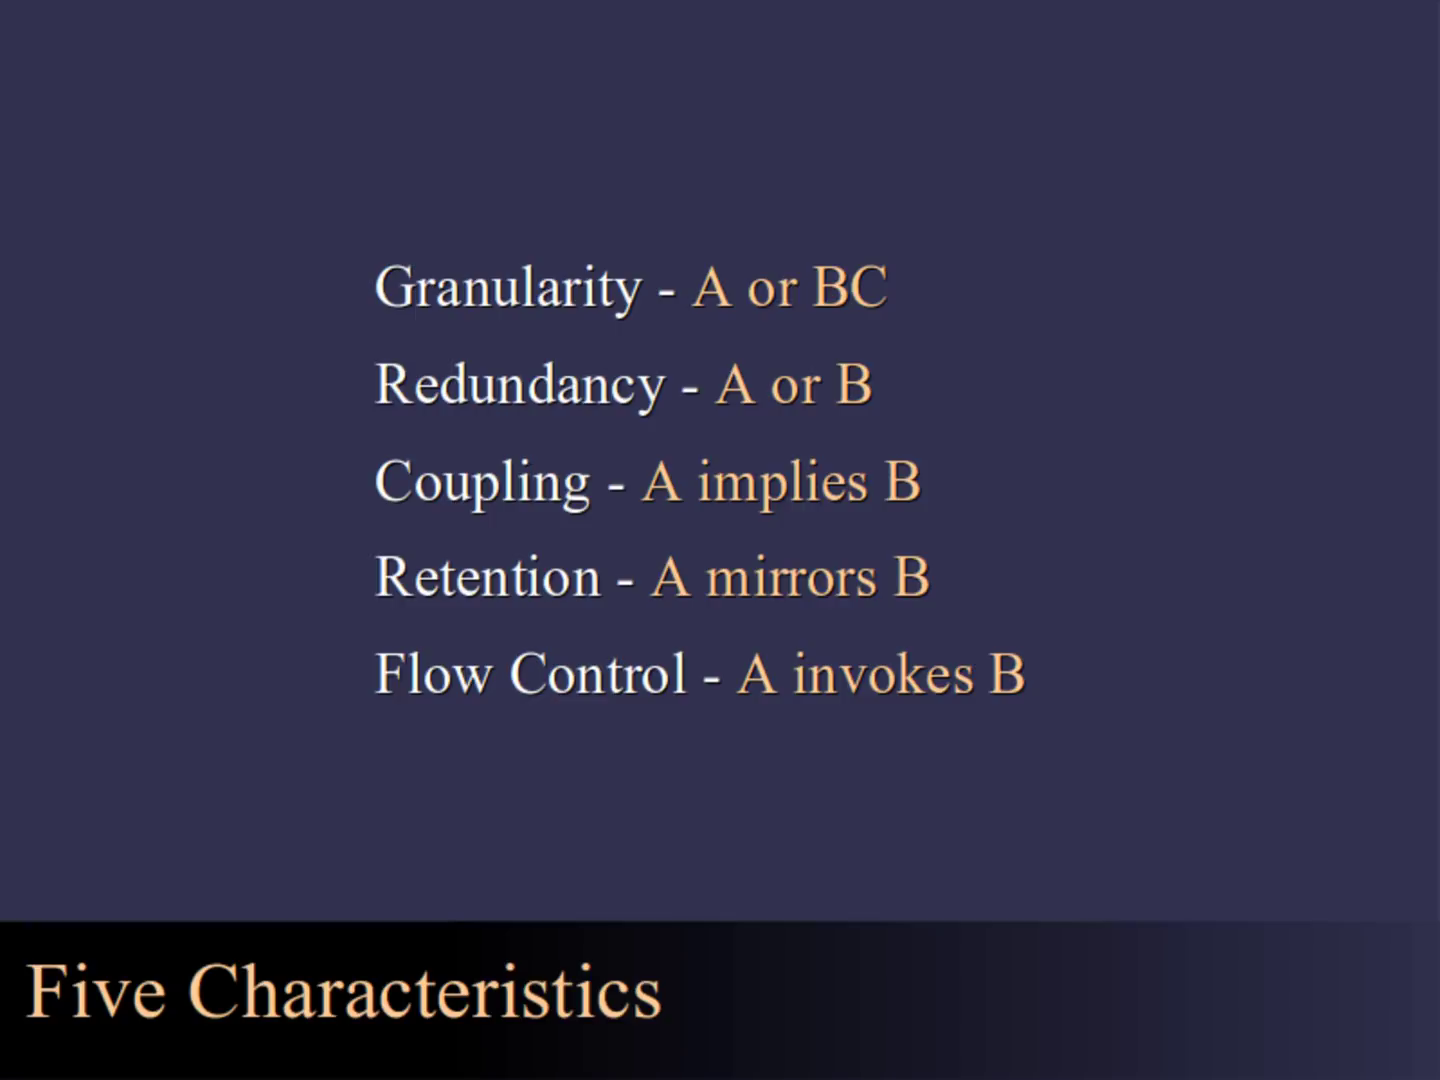 Granularity - A or BC
Redundancy - A or B
Coupling - A implies B
Retention - A mirrors B
Flow Control - A invokes B
Five Characteristics